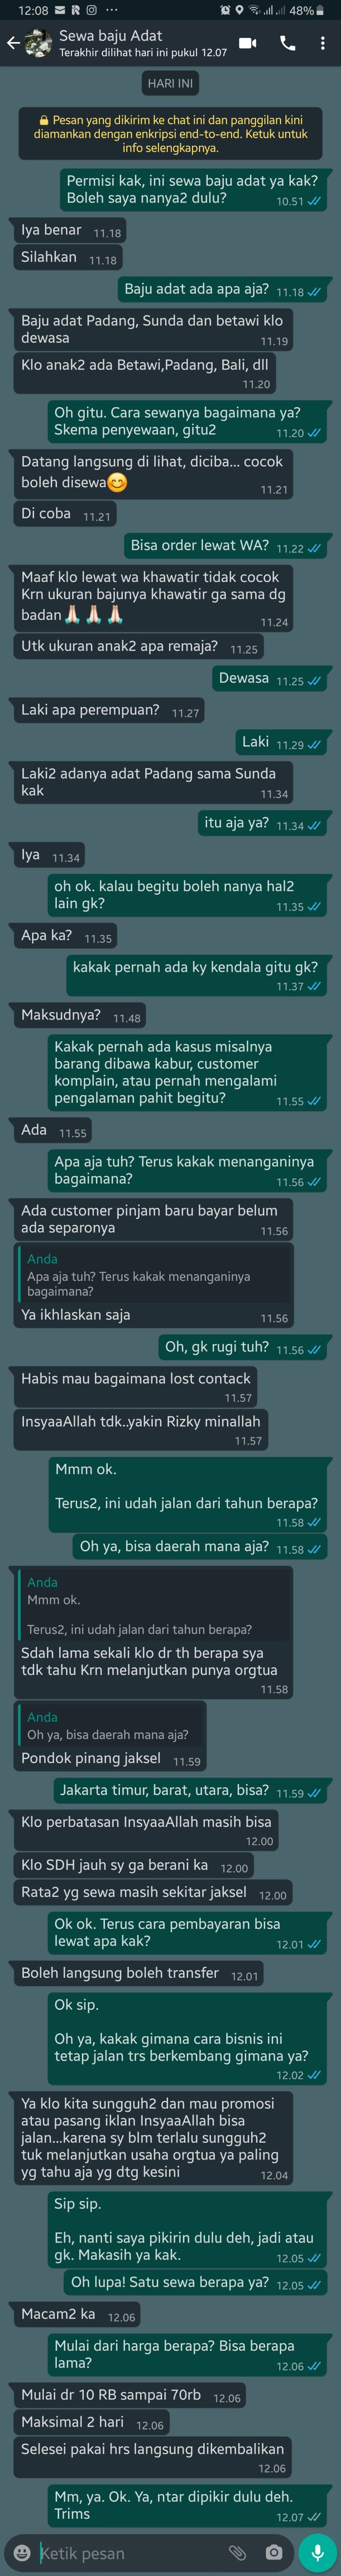 12:08 48%
Sewa baju Adat
Terakhir dilihat hari ini pukul 12.07
HARI INI
Pesan yang dikirim ke chat ini dan panggilan kini
diamankan dengan enkripsi end-to-end. Ketuk untuk
info selengkapnya.
Permisi kak, ini sewa baju adat ya kak?
Boleh saya nanya2 dulu? 10.51
Iya benar 11.18
Silahkan 11.18
Baju adat ada apa aja? 11.18
Baju adat Padang, Sunda dan betawi klo
dewasa 11.19
Klo anak2 ada Betawi,Padang, Bali, dll
11.20
Oh gitu. Cara sewanya bagaimana ya?
Skema penyewaan, gitu2 11.20
Datang langsung di lihat, diciba... cocok
boleh disewa😊 11.21
Di coba 11.21
Bisa order lewat WA? 11.22
Maaf klo lewat wa khawatir tidak cocok
Krn ukuran bajunya khawatir ga sama dg
badan🙏🏻🙏🏻🙏🏻 11.24
Utk ukuran anak2 apa remaja? 11.25
Dewasa 11.25
Laki apa perempuan? 11.27
Laki 11.29
Laki2 adanya adat Padang sama Sunda
kak 11.34
itu aja ya? 11.34
Iya 11.34
oh ok. kalau begitu boleh nanya hal2
lain gk? 11.35
Apa ka? 11.35
kakak pernah ada ky kendala gitu gk?
11.37
Maksudnya? 11.48
Kakak pernah ada kasus misalnya
barang dibawa kabur, customer
komplain, atau pernah mengalami
pengalaman pahit begitu? 11.55
Ada 11.55
Apa aja tuh? Terus kakak menanganinya
bagaimana? 11.56
Ada customer pinjam baru bayar belum
ada separonya 11.56
Anda
Apa aja tuh? Terus kakak menanganinya
bagaimana?
Ya ikhlaskan saja 11.56
Oh, gk rugi tuh? 11.56
Habis mau bagaimana lost contack
11.57
InsyaaAllah tdk..yakin Rizky minallah
11.57
Mmm ok.
Terus2, ini udah jalan dari tahun berapa?
11.58
Oh ya, bisa daerah mana aja? 11.58
Anda
Mmm ok.
Terus2, ini udah jalan dari tahun berapa?
Sdah lama sekali klo dr th berapa sya
tdk tahu Krn melanjutkan punya orgtua
11.58
Anda
Oh ya, bisa daerah mana aja?
Pondok pinang jaksel 11.59
Jakarta timur, barat, utara, bisa? 11.59
Klo perbatasan InsyaaAllah masih bisa
12.00
Klo SDH jauh sy ga berani ka 12.00
Rata2 yg sewa masih sekitar jaksel 12.00
Ok ok. Terus cara pembayaran bisa
lewat apa kak? 12.01
Boleh langsung boleh transfer 12.01
Ok sip.
Oh ya, kakak gimana cara bisnis ini
tetap jalan trs berkembang gimana ya?
12.02
Ya klo kita sungguh2 dan mau promosi
atau pasang iklan InsyaaAllah bisa
jalan...karena sy blm terlalu sungguh2
tuk melanjutkan usaha orgtua ya paling
yg tahu aja yg dtg kesini 12.04
Sip sip.
Eh, nanti saya pikirin dulu deh, jadi atau
gk. Makasih ya kak. 12.05
Oh lupa! Satu sewa berapa ya? 12.05
Macam2 ka 12.06
Mulai dari harga berapa? Bisa berapa
lama? 12.06
Mulai dr 10 RB sampai 70rb 12.06
Maksimal 2 hari 12.06
Selesei pakai hrs langsung dikembalikan
12.06
Mm, ya. Ok. Ya, ntar dipikir dulu deh.
Trims 12.07
Ketik pesan